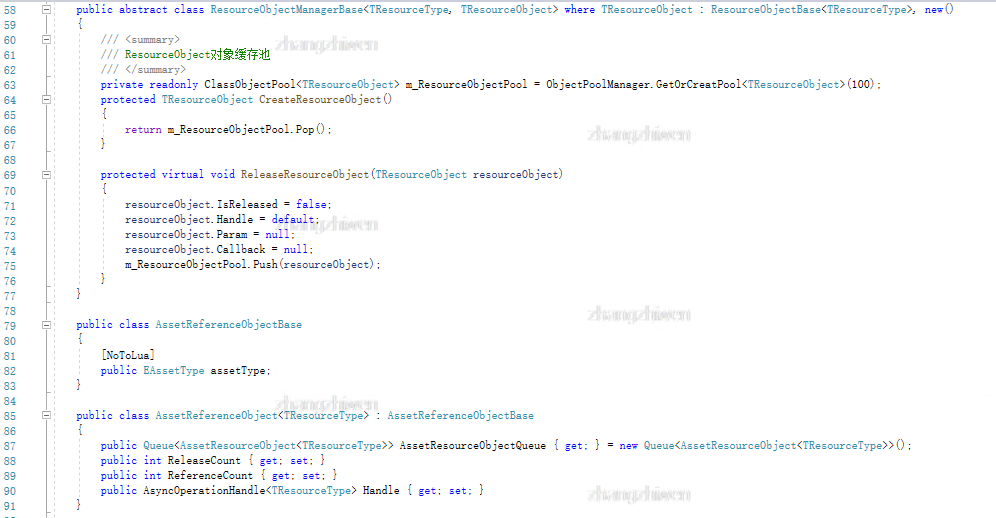 58 public abstract class ResourceObjectManagerBase<TResourceType, TResourceObject> where TResourceObject : ResourceObjectBase<TResourceType>, new()
59 {
60 /// <summary>
61 /// ResourceObject对象缓存池
62 /// </summary>
63 private readonly ClassObjectPool<TResourceObject> m_ResourceObjectPool = ObjectPoolManager.GetOrCreatPool<TResourceObject>(100);
64 protected TResourceObject CreateResourceObject()
65 {
66 return m_ResourceObjectPool.Pop();
67 }
68
69 protected virtual void ReleaseResourceObject(TResourceObject resourceObject)
70 {
71 resourceObject.IsReleased = false;
72 resourceObject.Handle = default;
73 resourceObject.Param = null;
74 resourceObject.Callback = null;
75 m_ResourceObjectPool.Push(resourceObject);
76 }
77 }
78
79 public class AssetReferenceObjectBase
80 {
81 [NoToLua]
82 public EAssetType assetType;
83 }
84
85 public class AssetReferenceObject<TResourceType> : AssetReferenceObjectBase
86 {
87 public Queue<AssetResourceObject<TResourceType>> AssetResourceObjectQueue { get; } = new Queue<AssetResourceObject<TResourceType>>();
88 public int ReleaseCount { get; set; }
89 public int ReferenceCount { get; set; }
90 public AsyncOperationHandle<TResourceType> Handle { get; set; }
91 }
zhangzhiwen
zhangzhiwen
zhangzhiwen
zhangzhiwen
zhangzhiwen
zhangzhiwen